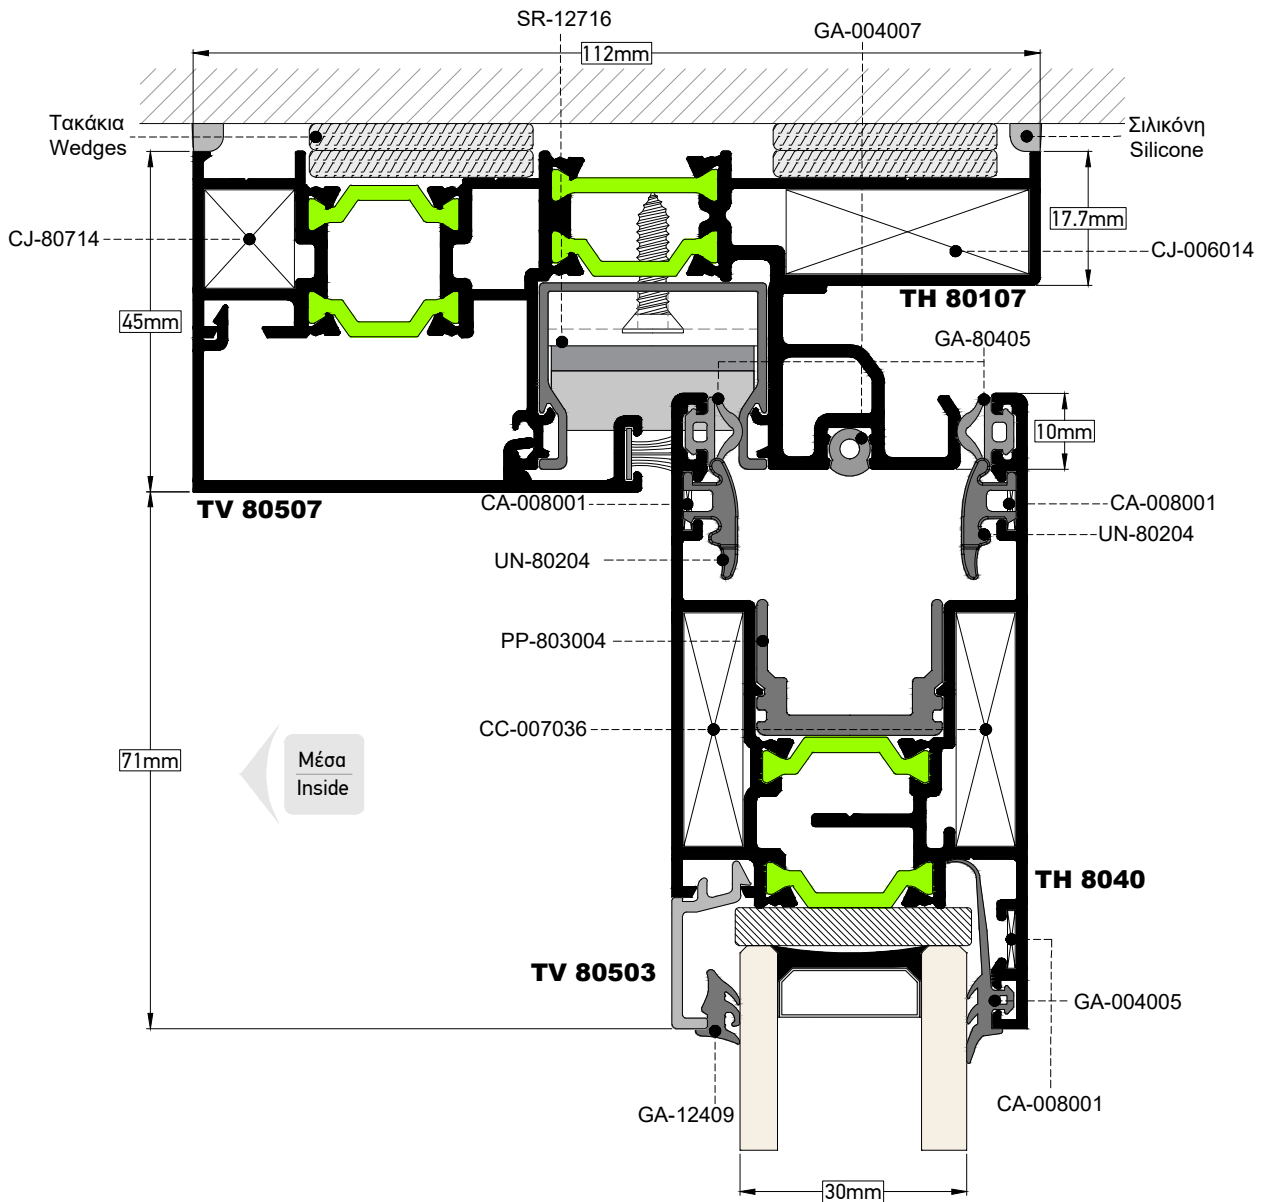 SR-12716
GA-004007
112mm
Τακάκια
Wedges
Σιλικόνη
Silicone
17.7mm
CJ-80714
CJ-006014
TH 80107
45mm
GA-80405
10mm
TV 80507
CA-008001
CA-008001
UN-80204
UN-80204
PP-803004
CC-007036
71mm
Μέσα
Inside
TH 8040
TV 80503
GA-004005
CA-008001
GA-12409
30mm